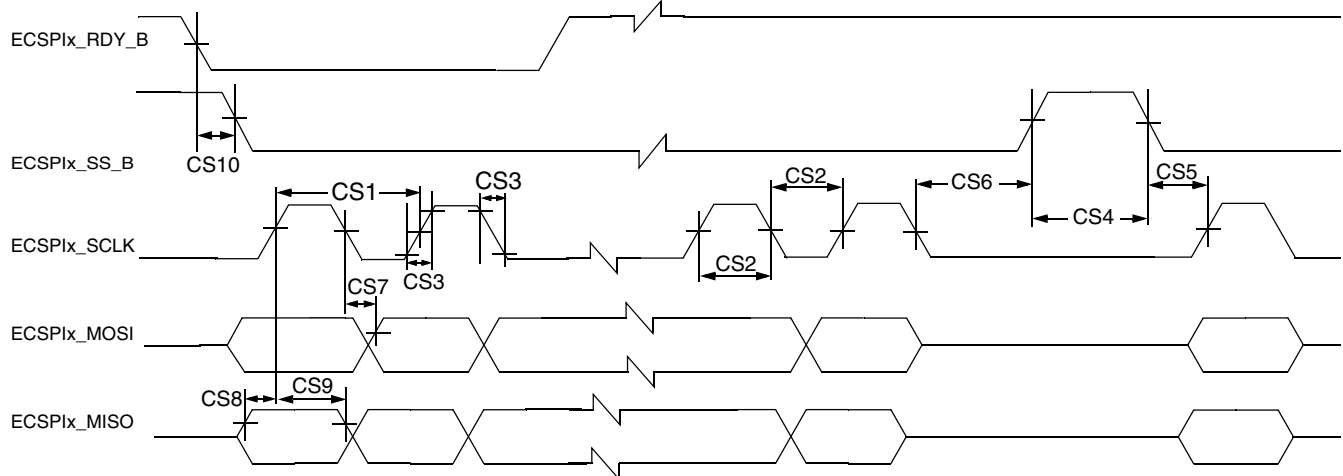 ECSPIx_RDY_B
CS10
ECSPIx_SS_B
CS1
CS3
CS2
CS6
CS5
CS4
ECSPIx_SCLK
CS3
CS2
CS7
ECSPIx_MOSI
CS8
CS9
ECSPIx_MISO